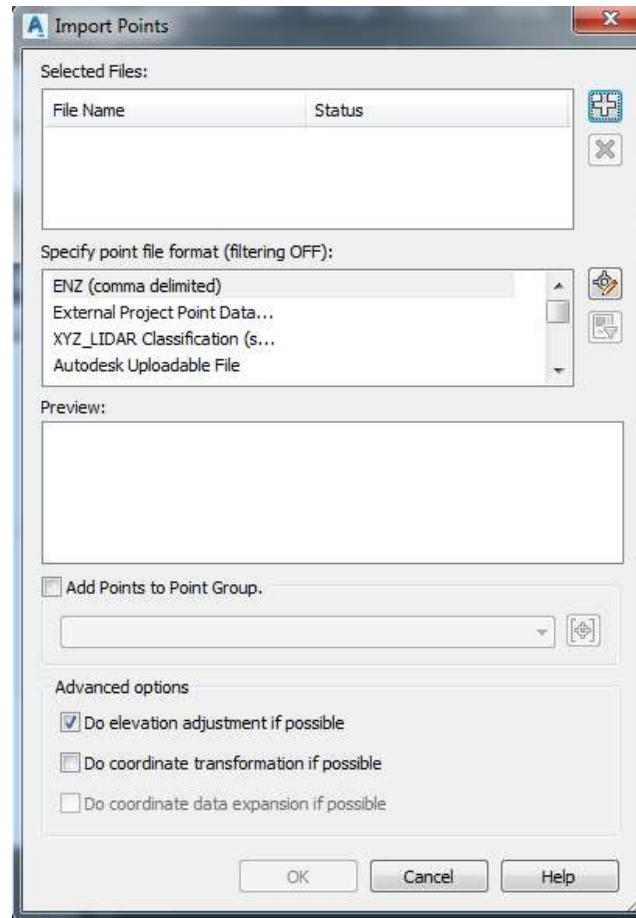 Import Points
Selected Files:
File Name Status
Specify point file format (filtering OFF):
ENZ (comma delimited)
External Project Point Data...
XYZ_LIDAR Classification (s...
Autodesk Uploadable File
Preview:
Add Points to Point Group.
Advanced options
Do elevation adjustment if possible
Do coordinate transformation if possible
Do coordinate data expansion if possible
OK Cancel Help